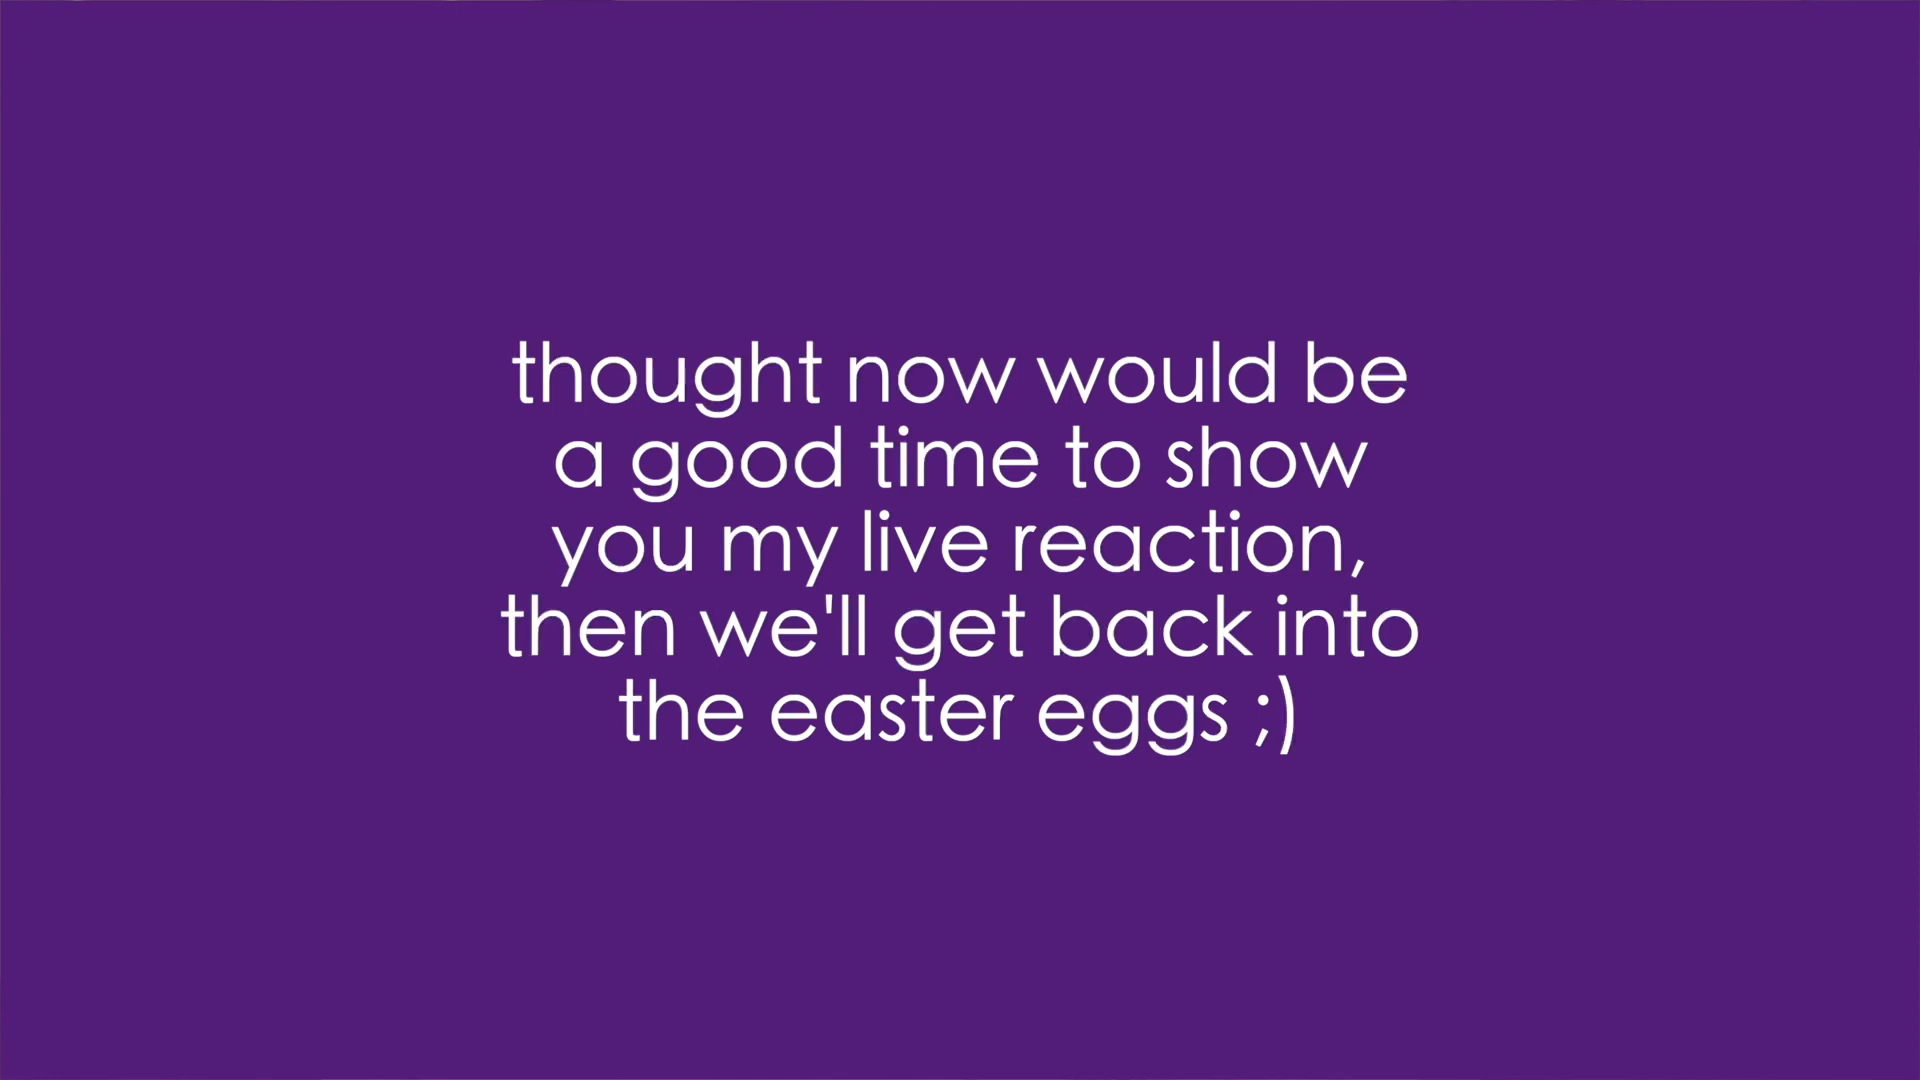 thought now would be
a good time to show
you my live reaction,
then we'll get back into
the easter eggs ;)